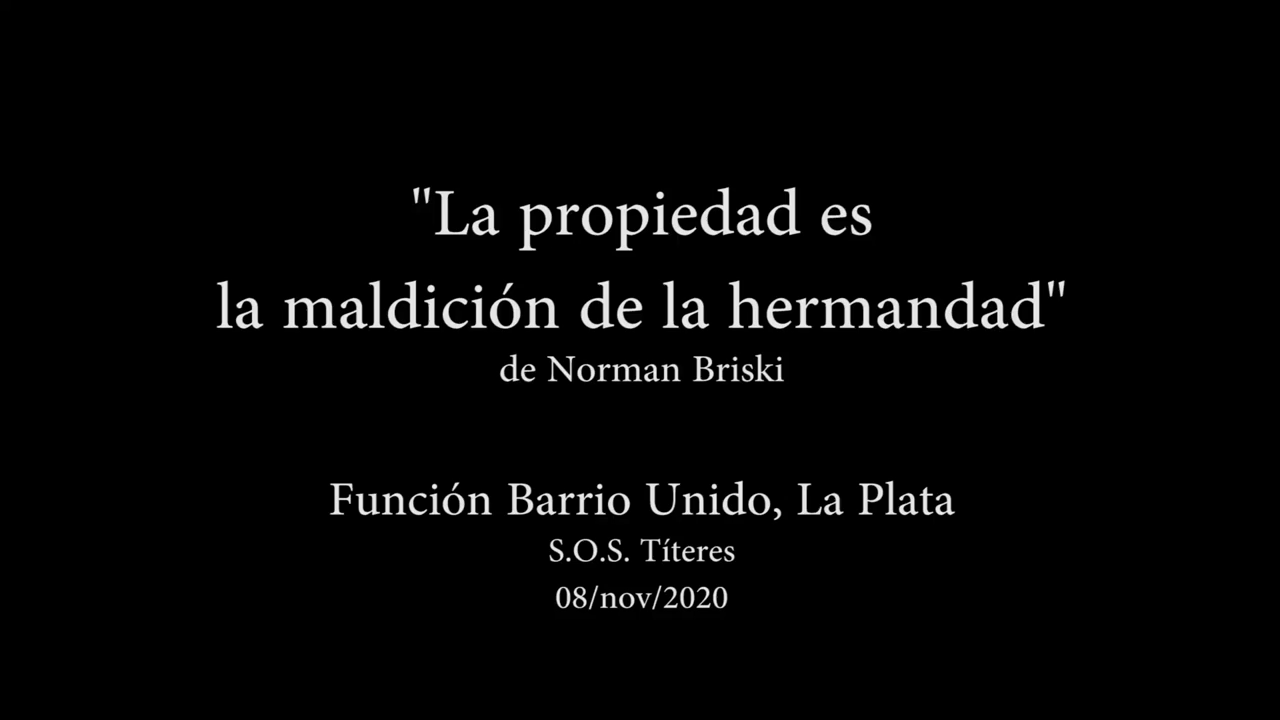 "La propiedad es
la maldición de la hermandad"
de Norman Briski
Función Barrio Unido, La Plata
S.O.S. Títeres
08/nov/2020